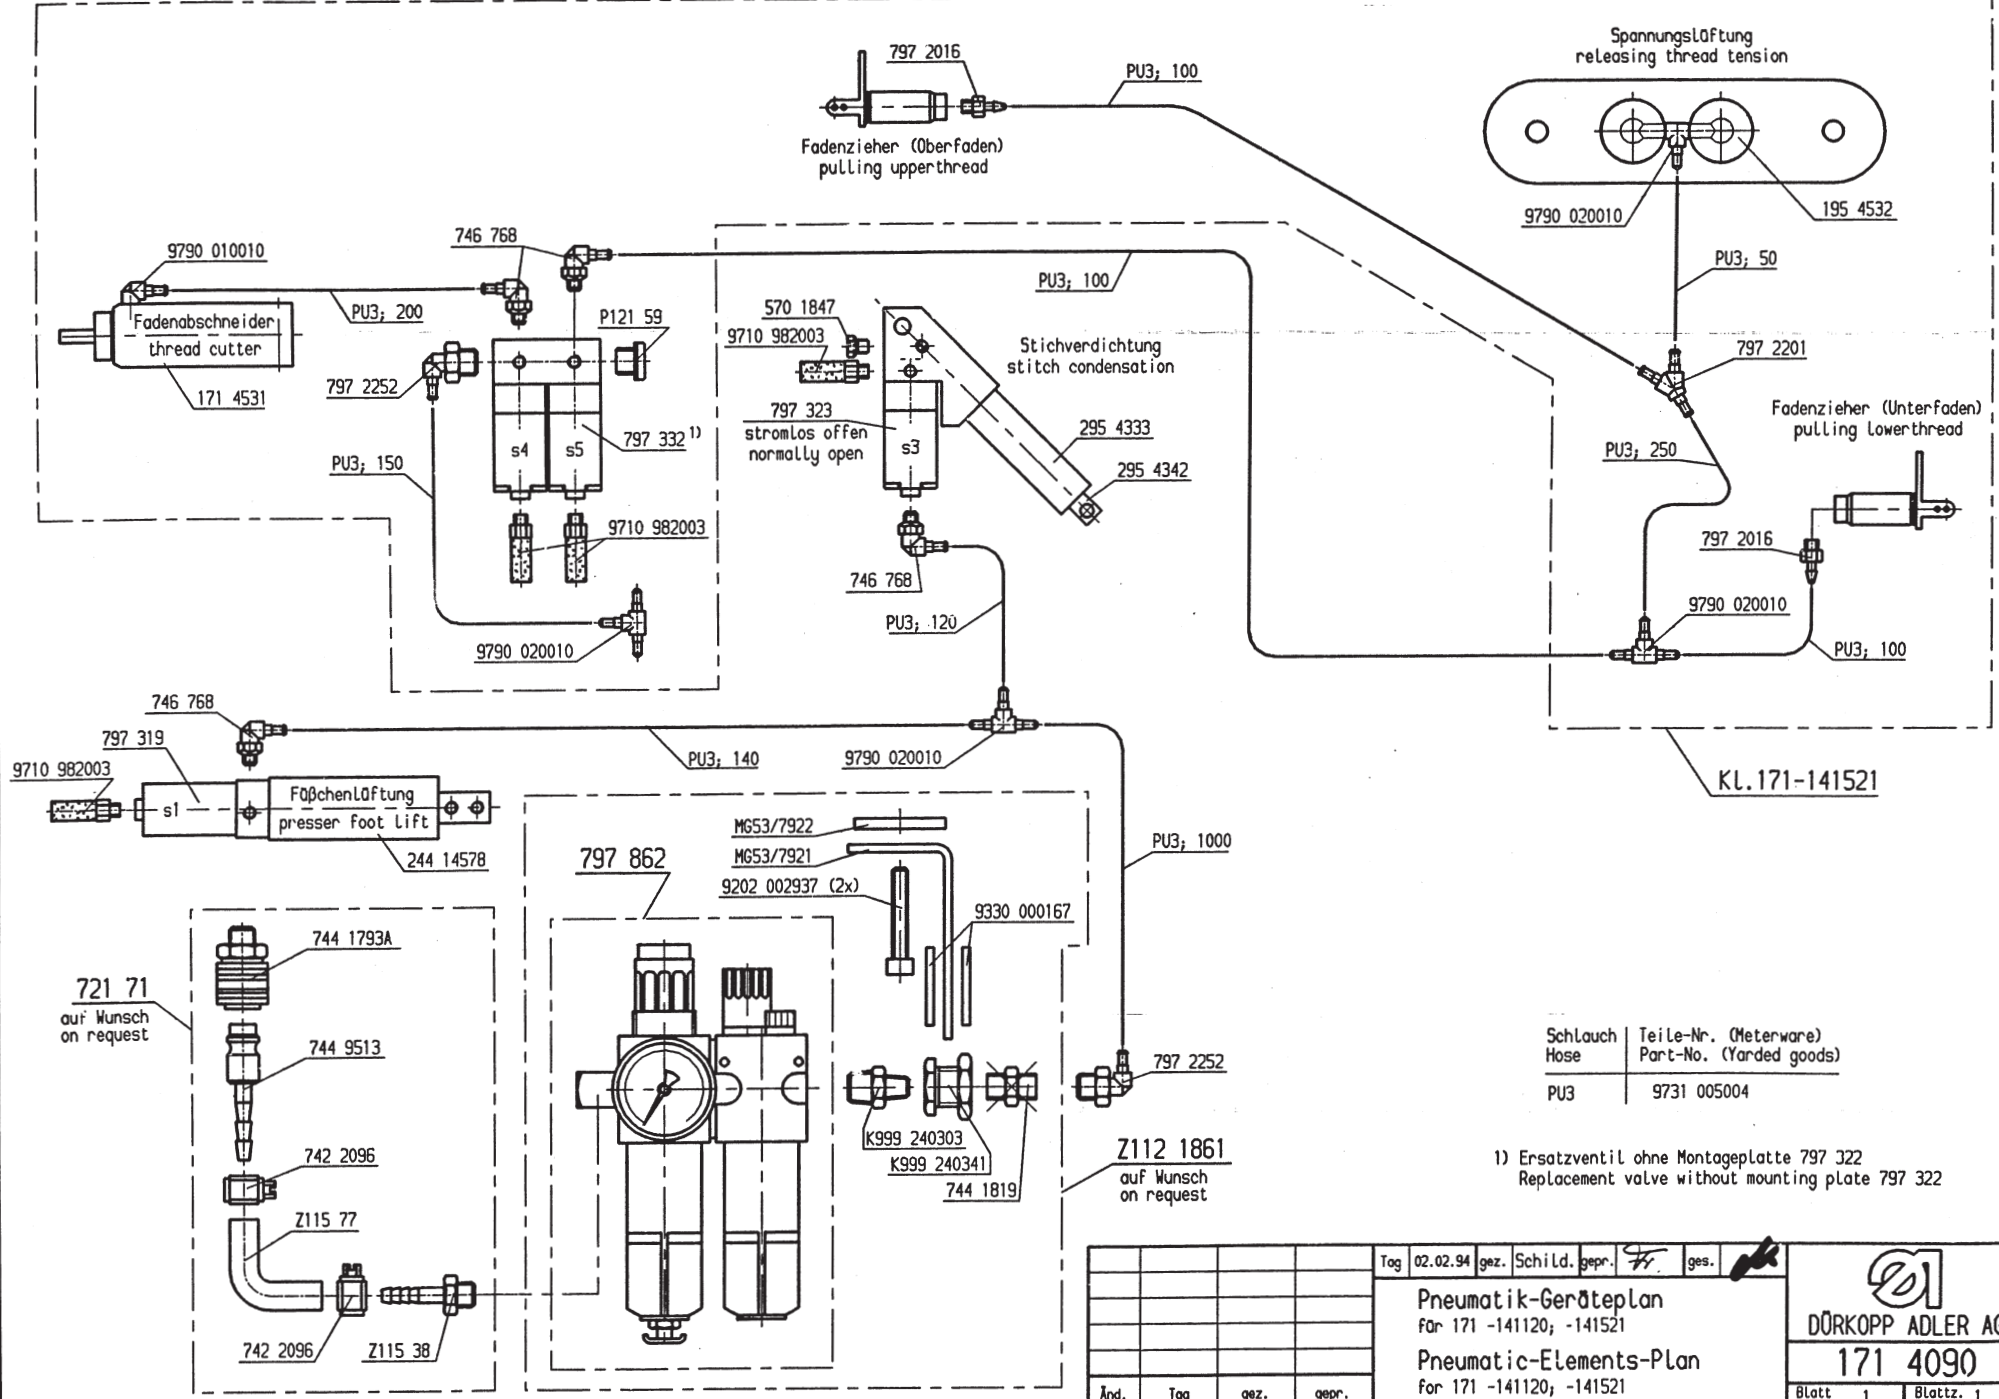 Spannungslüftung
releasing thread tension
797 2016
PU3; 100
Fadenzieher (Oberfaden)
pulling upperthread
9790 020010
195 4532
9790 010010
746 768
PU3; 50
PU3; 200
PU3; 100
Fadenabschneider
thread cutter
P121 59
570 1847
9710 982003
Stichverdichtung
stitch condensation
797 2201
171 4531
797 2252
797 323
stromlos offen
normally open
797 332 1)
s4
s5
s3
295 4333
295 4342
Fadenzieher (Unterfaden)
pulling lowerthread
PU3; 250
PU3; 150
9710 982003
797 2016
746 768
9790 020010
PU3; 120
9790 020010
PU3; 100
746 768
797 319
9710 982003
PU3; 140
9790 020010
Kl.171-141521
s1
Füßchenlüftung
presser foot lift
244 14578
MG53/7922
MG53/7921
9202 002937 (2x)
PU3; 1000
797 862
9330 000167
744 1793A
721 71
auf Wunsch
on request
744 9513
797 2252
K999 240303
K999 240341
744 1819
Z112 1861
auf Wunsch
on request
742 2096
Z115 77
742 2096
Z115 38
Schlauch Teile-Nr. (Meterware)
Hose Part-No. (Yarded goods)
PU3 9731 005004
1) Ersatzventil ohne Montageplatte 797 322
Replacement valve without mounting plate 797 322
Tag 02.02.94 gez. Schild. gepr. ges.
Pneumatik-Geräteplan
für 171 -141120; -141521
Pneumatic-Elements-Plan
for 171 -141120; -141521
DÜRKOPP ADLER AG
171 4090
Änd. Tag gez. gepr.
Blatt 1 Blattz. 1